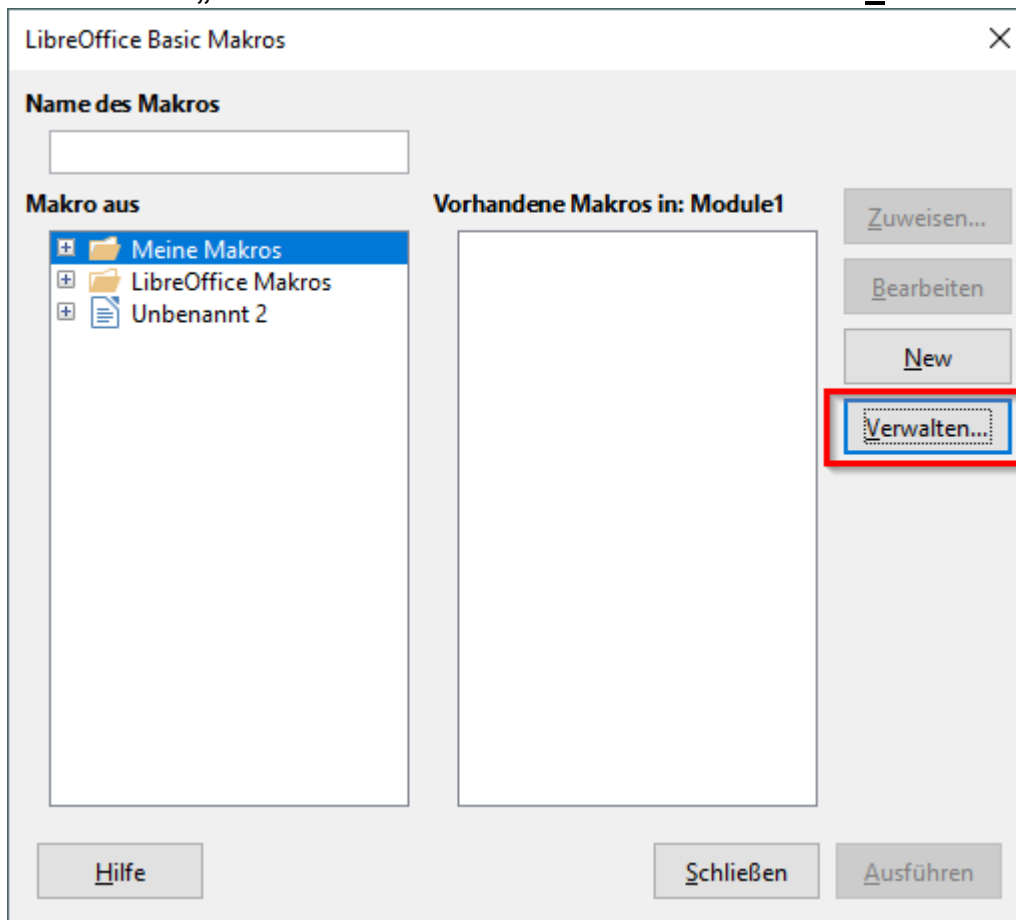 „
LibreOffice Basic Makros
Name des Makros
Makro aus
Vorhandene Makros in: Module1
Meine Makros
LibreOffice Makros
Unbenannt 2
Zuweisen...
Bearbeiten
New
Verwalten...
Hilfe
Schließen
Ausführen